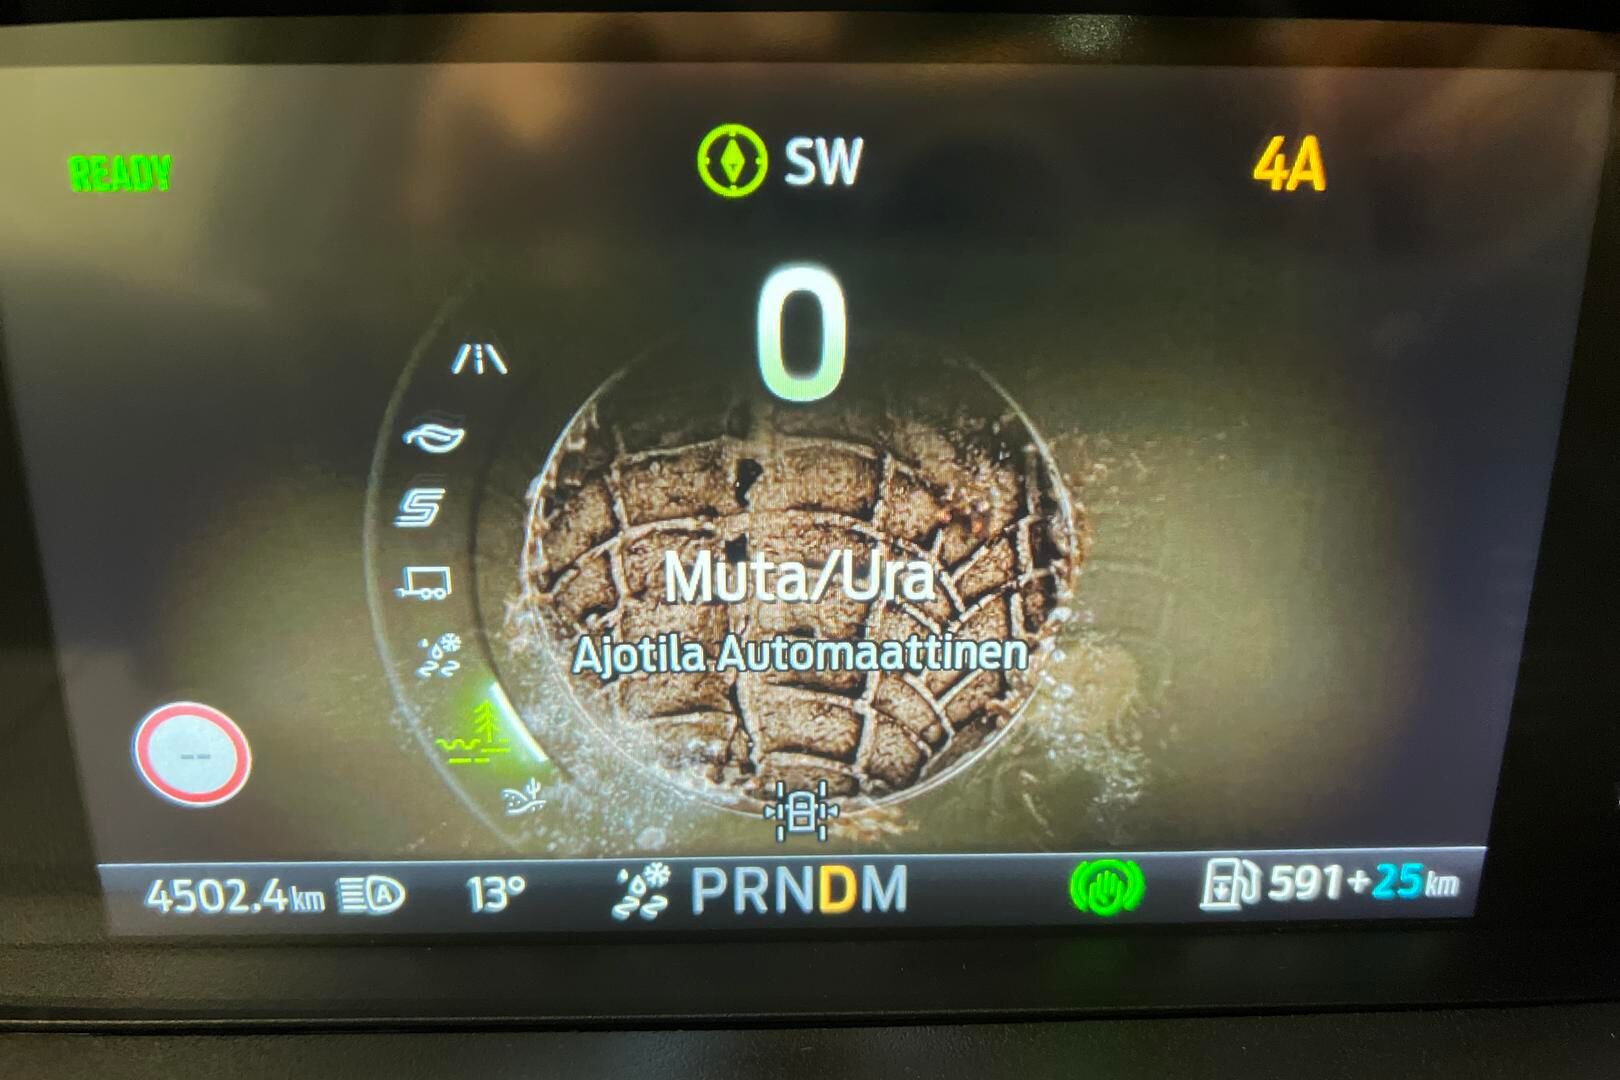 READY
SW
4A
0
Muta/Ura
Ajotila Automaattinen
--
4502.4km
A
13°
PRNDM
591+25km